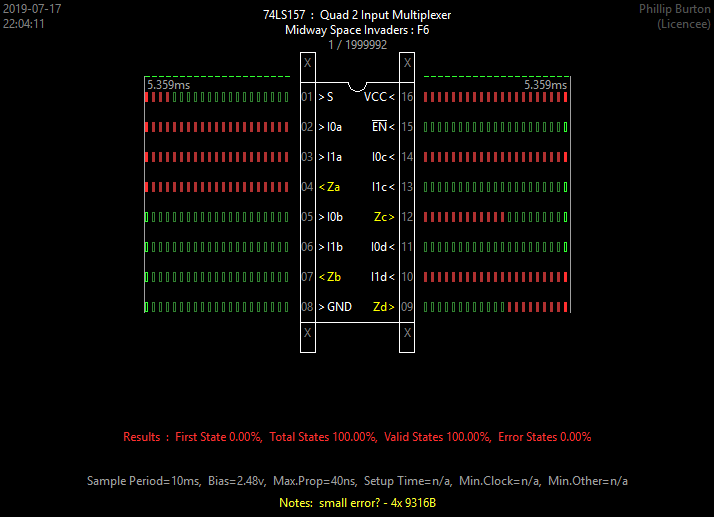 2019-07-17
22:04:11
74LS157 : Quad 2 Input Multiplexer
Midway Space Invaders : F6
1 / 1999992
Phillip Burton
(Licencee)
X X
5.359ms 5.359ms
01 >S VCC< 16
02 >I0a EN< 15
03 >I1a I0c< 14
04 <Za I1c< 13
05 >I0b Zc> 12
06 >I1b I0d< 11
07 <Zb I1d< 10
08 >GND Zd> 09
X X
Results : First State 0.00%, Total States 100.00%, Valid States 100.00%, Error States 0.00%
Sample Period=10ms, Bias=2.48v, Max.Prop=40ns, Setup Time=n/a, Min.Clock=n/a, Min.Other=n/a
Notes: small error? - 4x 9316B